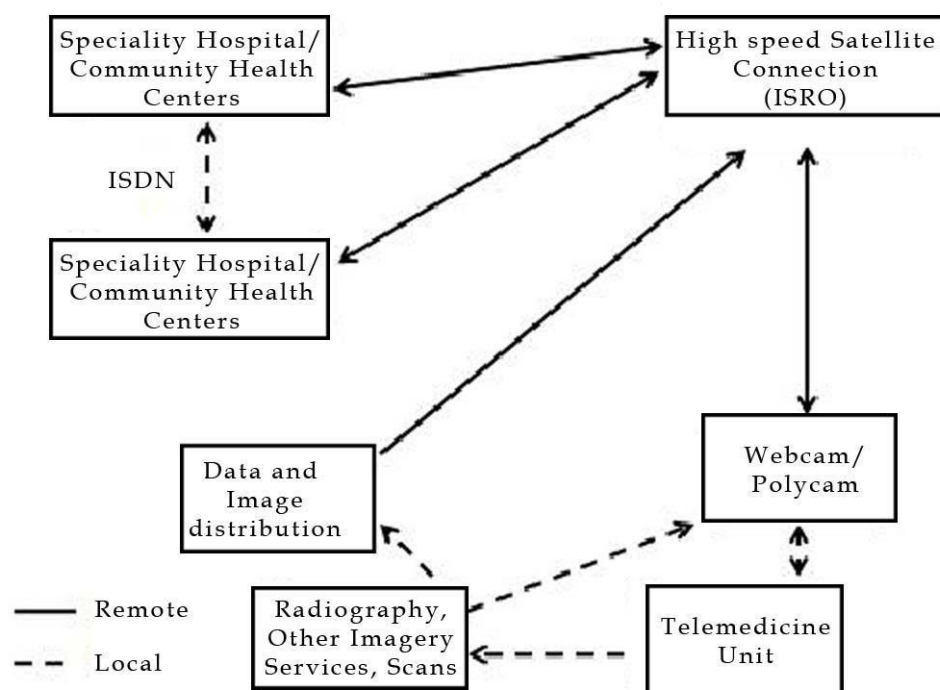 Speciality Hospital/
Community Health
Centers
High speed Satellite
Connection
(ISRO)
ISDN
Speciality Hospital/
Community Health
Centers
Data and
Image
distribution
Webcam/
Polycam
Radiography,
Other Imagery
Services, Scans
Telemedicine
Unit
Remote
Local